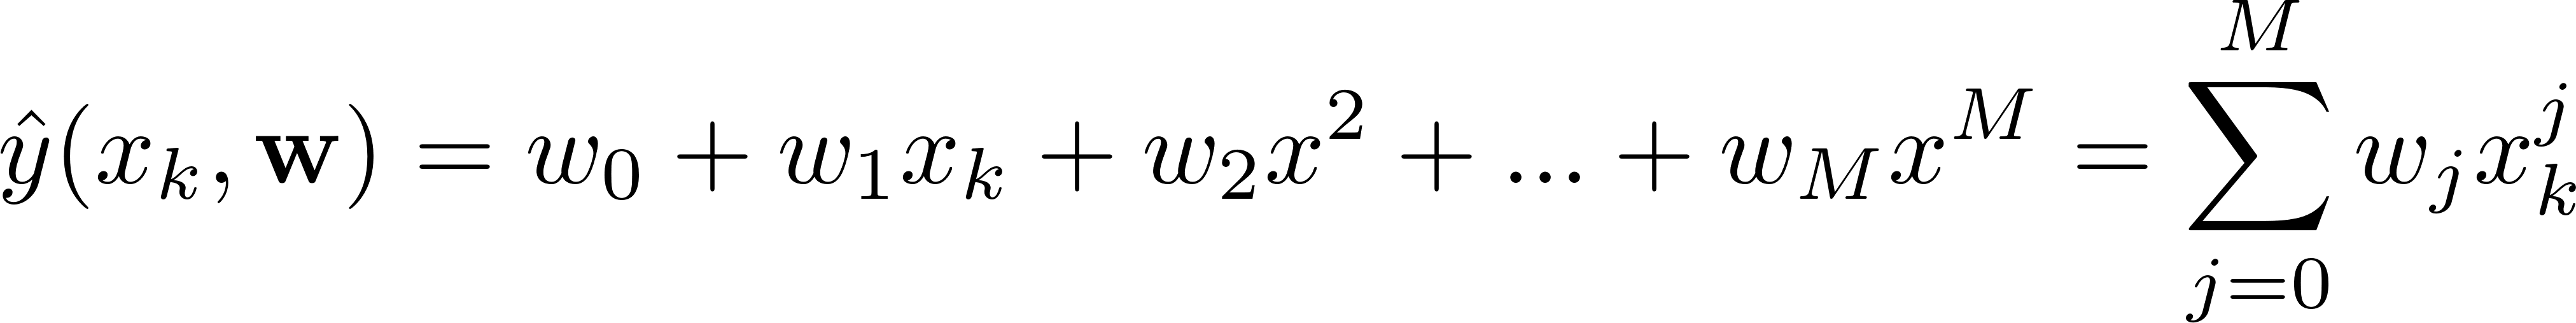 ŷ(x_k, **w**) = w_0 + w_1x_k + w_2x^2 + ... + w_Mx^M = \sum_{j=0}^{M} w_jx_k^j